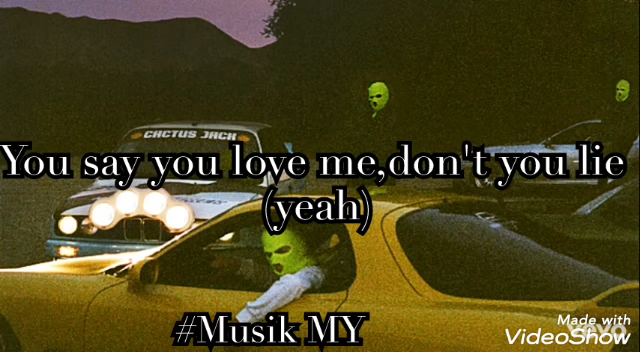 CACTUS JACK
You say you love me,don't you lie
(yeah)
#Musik MY
Made with
VideoShow